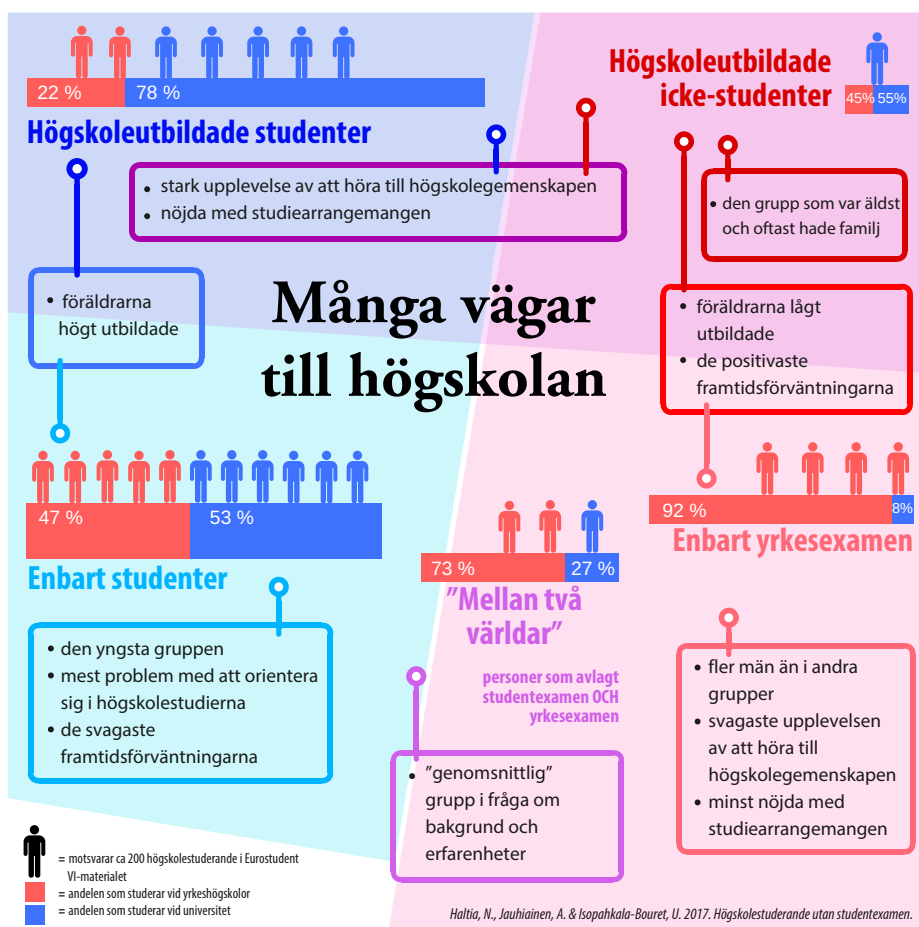 22 %
78 %
Högskoleutbildade studenter
Högskoleutbildade
icke-studenter
45%
55%
• stark upplevelse av att höra till högskolegemenskapen
• nöjda med studiearrangemangen
• den grupp som var äldst
och oftast hade familj
• föräldrarna
högt utbildade
Många vägar
till högskolan
• föräldrarna lågt
utbildade
• de positivaste
framtidsförväntningarna
47 %
53 %
Enbart studenter
73 %
27 %
”Mellan två
världar”
personer som avlagt
studentexamen OCH
yrkesexamen
92 %
8%
Enbart yrkesexamen
• den yngsta gruppen
• mest problem med att orientera
sig i högskolestudierna
• de svagaste
framtidsförväntningarna
• ”genomsnittlig”
grupp i fråga om
bakgrund och
erfarenheter
• fler män än i andra
grupper
• svagaste upplevelsen
av att höra till
högskolegemenskapen
• minst nöjda med
studiearrangemangen
= motsvarar ca 200 högskolestuderande i Eurostudent
VI-materialet
= andelen som studerar vid yrkeshögskolor
= andelen som studerar vid universitet
Haltia, N., Jauhiainen, A. & Isopahkala-Bouret, U. 2017. Högskolestuderande utan studentexamen.